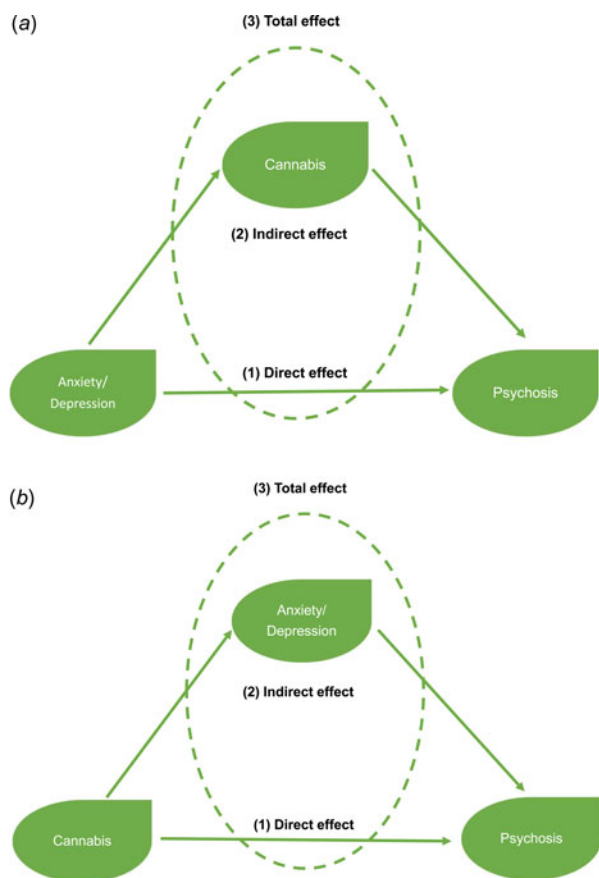 (a)
(3) Total effect
Cannabis
(2) Indirect effect
(1) Direct effect
Anxiety/
Depression
Psychosis
(b)
(3) Total effect
Anxiety/
Depression
(2) Indirect effect
(1) Direct effect
Cannabis
Psychosis